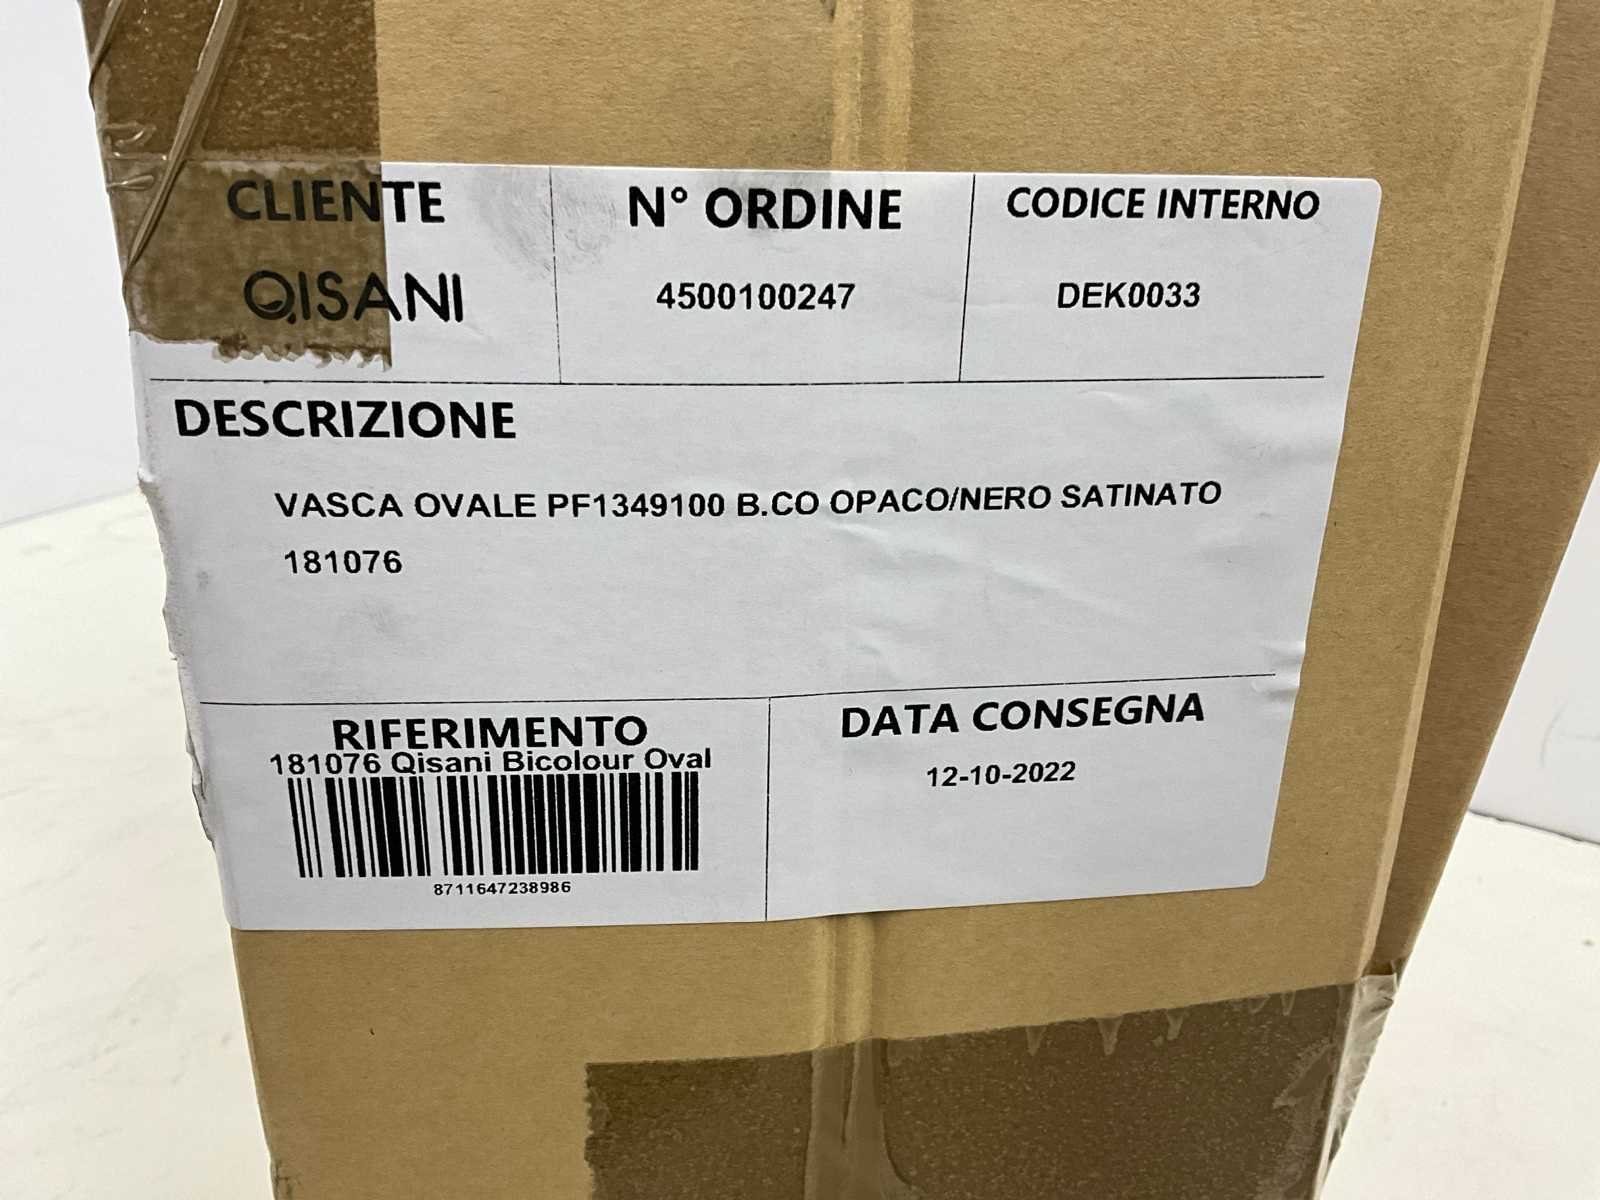 CLIENTE
QISANI
N° ORDINE
4500100247
CODICE INTERNO
DEK0033
DESCRIZIONE
VASCA OVALE PF1349100 B.CO OPACO/NERO SATINATO
181076
RIFERIMENTO
181076 Qisani Bicolour Oval
8711647238986
DATA CONSEGNA
12-10-2022